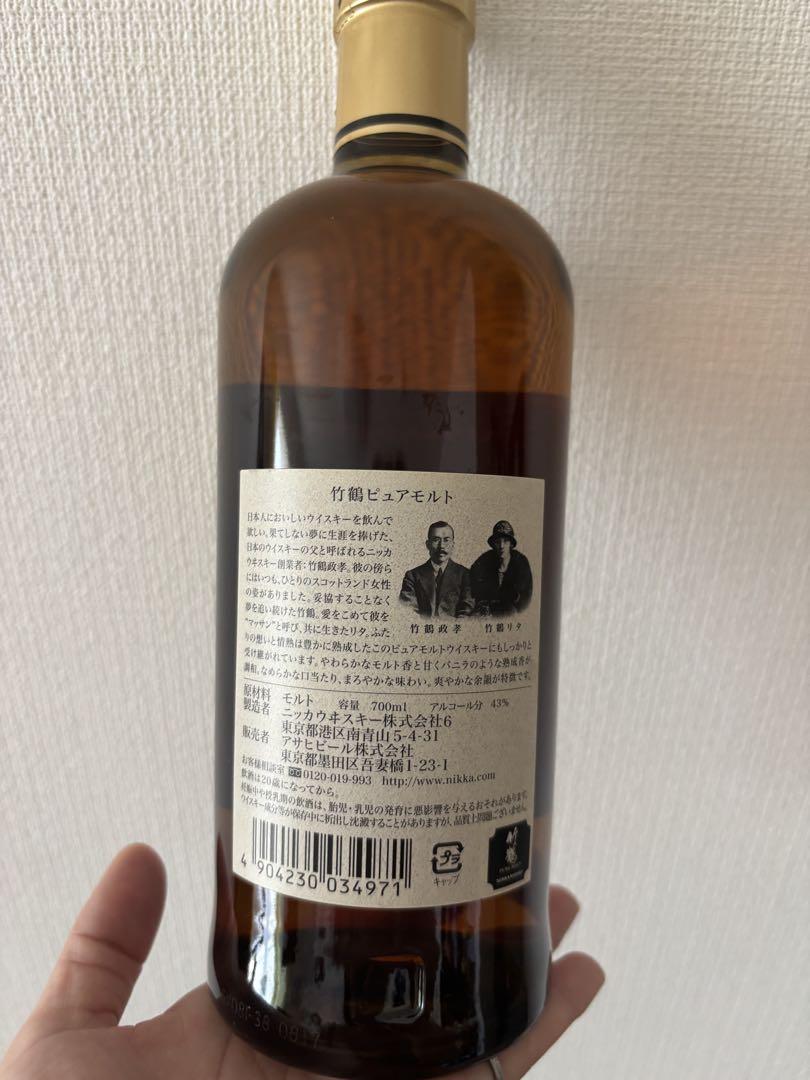 竹鶴ピュアモルト
日本人においしいウイスキーを飲んで
欲しい。果てしない夢に生涯を捧げた、
日本のウイスキーの父と呼ばれるニッカ
ウヰスキー創業者:竹鶴政孝。彼の傍ら
にはいつも、ひとりのスコットランド女性
の姿がありました。妥協することなく
夢を追い続けた竹鶴。愛をこめて彼を
“マッサン”と呼び、共に生きたリタ。ふた
りの想いと情熱は豊かに熟成したこのピュアモルトウイスキーにもしっかりと
受け継がれています。やわらかなモルト香と甘くバニラのような熟成香が
調和。なめらかな口当たり、まろやかな味わい。爽やかな余韻が特徴です。
竹鶴政孝 竹鶴リタ
原材料 モルト 容量 700ml アルコール分 43%
製造者 ニッカウヰスキー株式会社6
東京都港区南青山5-4-31
販売者 アサヒビール株式会社
東京都墨田区吾妻橋1-23-1
お客様相談室 0120-019-993 http://www.nikka.com
飲酒は20歳になってから。
妊娠中や授乳期の飲酒は、胎児・乳児の発育に悪影響を与えるおそれがあります。
ウイスキー成分等が保存中に析出し沈澱することがありますが、品質上問題ございません。
4 904230 034971
プラ
キャップ
竹鶴